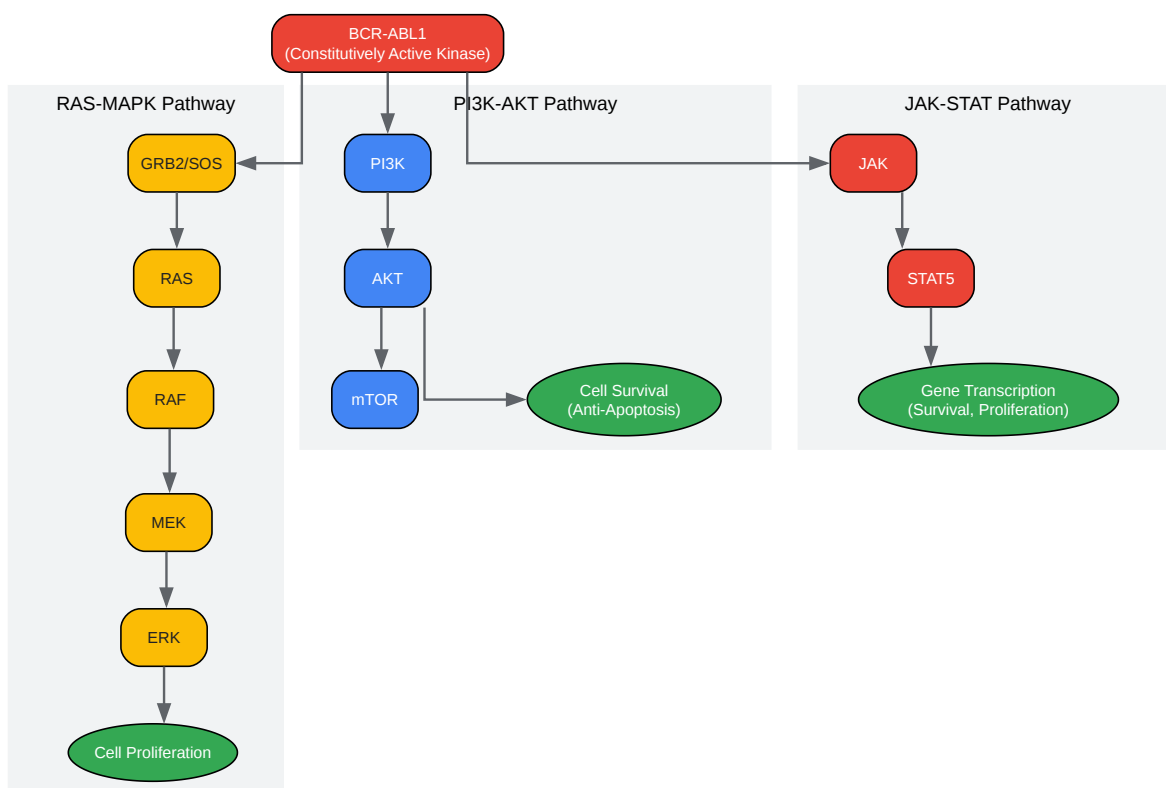 BCR-ABL1
(Constitutively Active Kinase)
RAS-MAPK Pathway
GRB2/SOS
RAS
RAF
MEK
ERK
Cell Proliferation
PI3K-AKT Pathway
PI3K
AKT
mTOR
Cell Survival
(Anti-Apoptosis)
JAK-STAT Pathway
JAK
STAT5
Gene Transcription
(Survival, Proliferation)